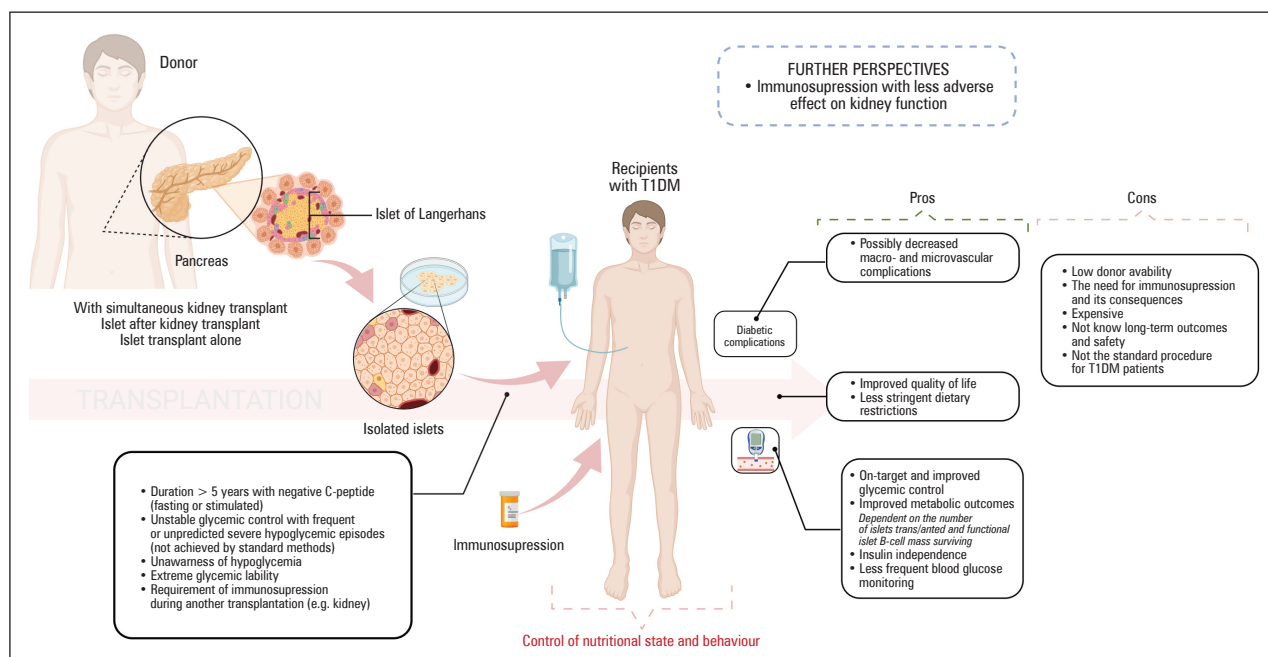 Donor
Pancreas
Islet of Langerhans
With simultaneous kidney transplant
Islet after kidney transplant
Islet transplant alone
TRANSPLANTATION
Isolated islets
• Duration > 5 years with negative C-peptide
(fasting or stimulated)
• Unstable glycemic control with frequent
or unpredicted severe hypoglycemic episodes
(not achieved by standard methods)
• Unawarness of hypoglycemia
• Extreme glycemic lability
• Requirement of immunosupression
during another transplantation (e.g. kidney)
Immunosupression
Recipients
with T1DM
Control of nutritional state and behaviour
FURTHER PERSPECTIVES
• Immunosupression with less adverse
effect on kidney function
Pros
• Possibly decreased
macro- and microvascular
complications
Diabetic
complications
• Improved quality of life
• Less stringent dietary
restrictions
• On-target and improved
glycemic control
• Improved metabolic outcomes
Dependent on the number
of islets trans/anted and functional
islet B-cell mass surviving
• Insulin independence
• Less frequent blood glucose
monitoring
Cons
• Low donor avability
• The need for immunosupression
and its consequences
• Expensive
• Not know long-term outcomes
and safety
• Not the standard procedure
for T1DM patients